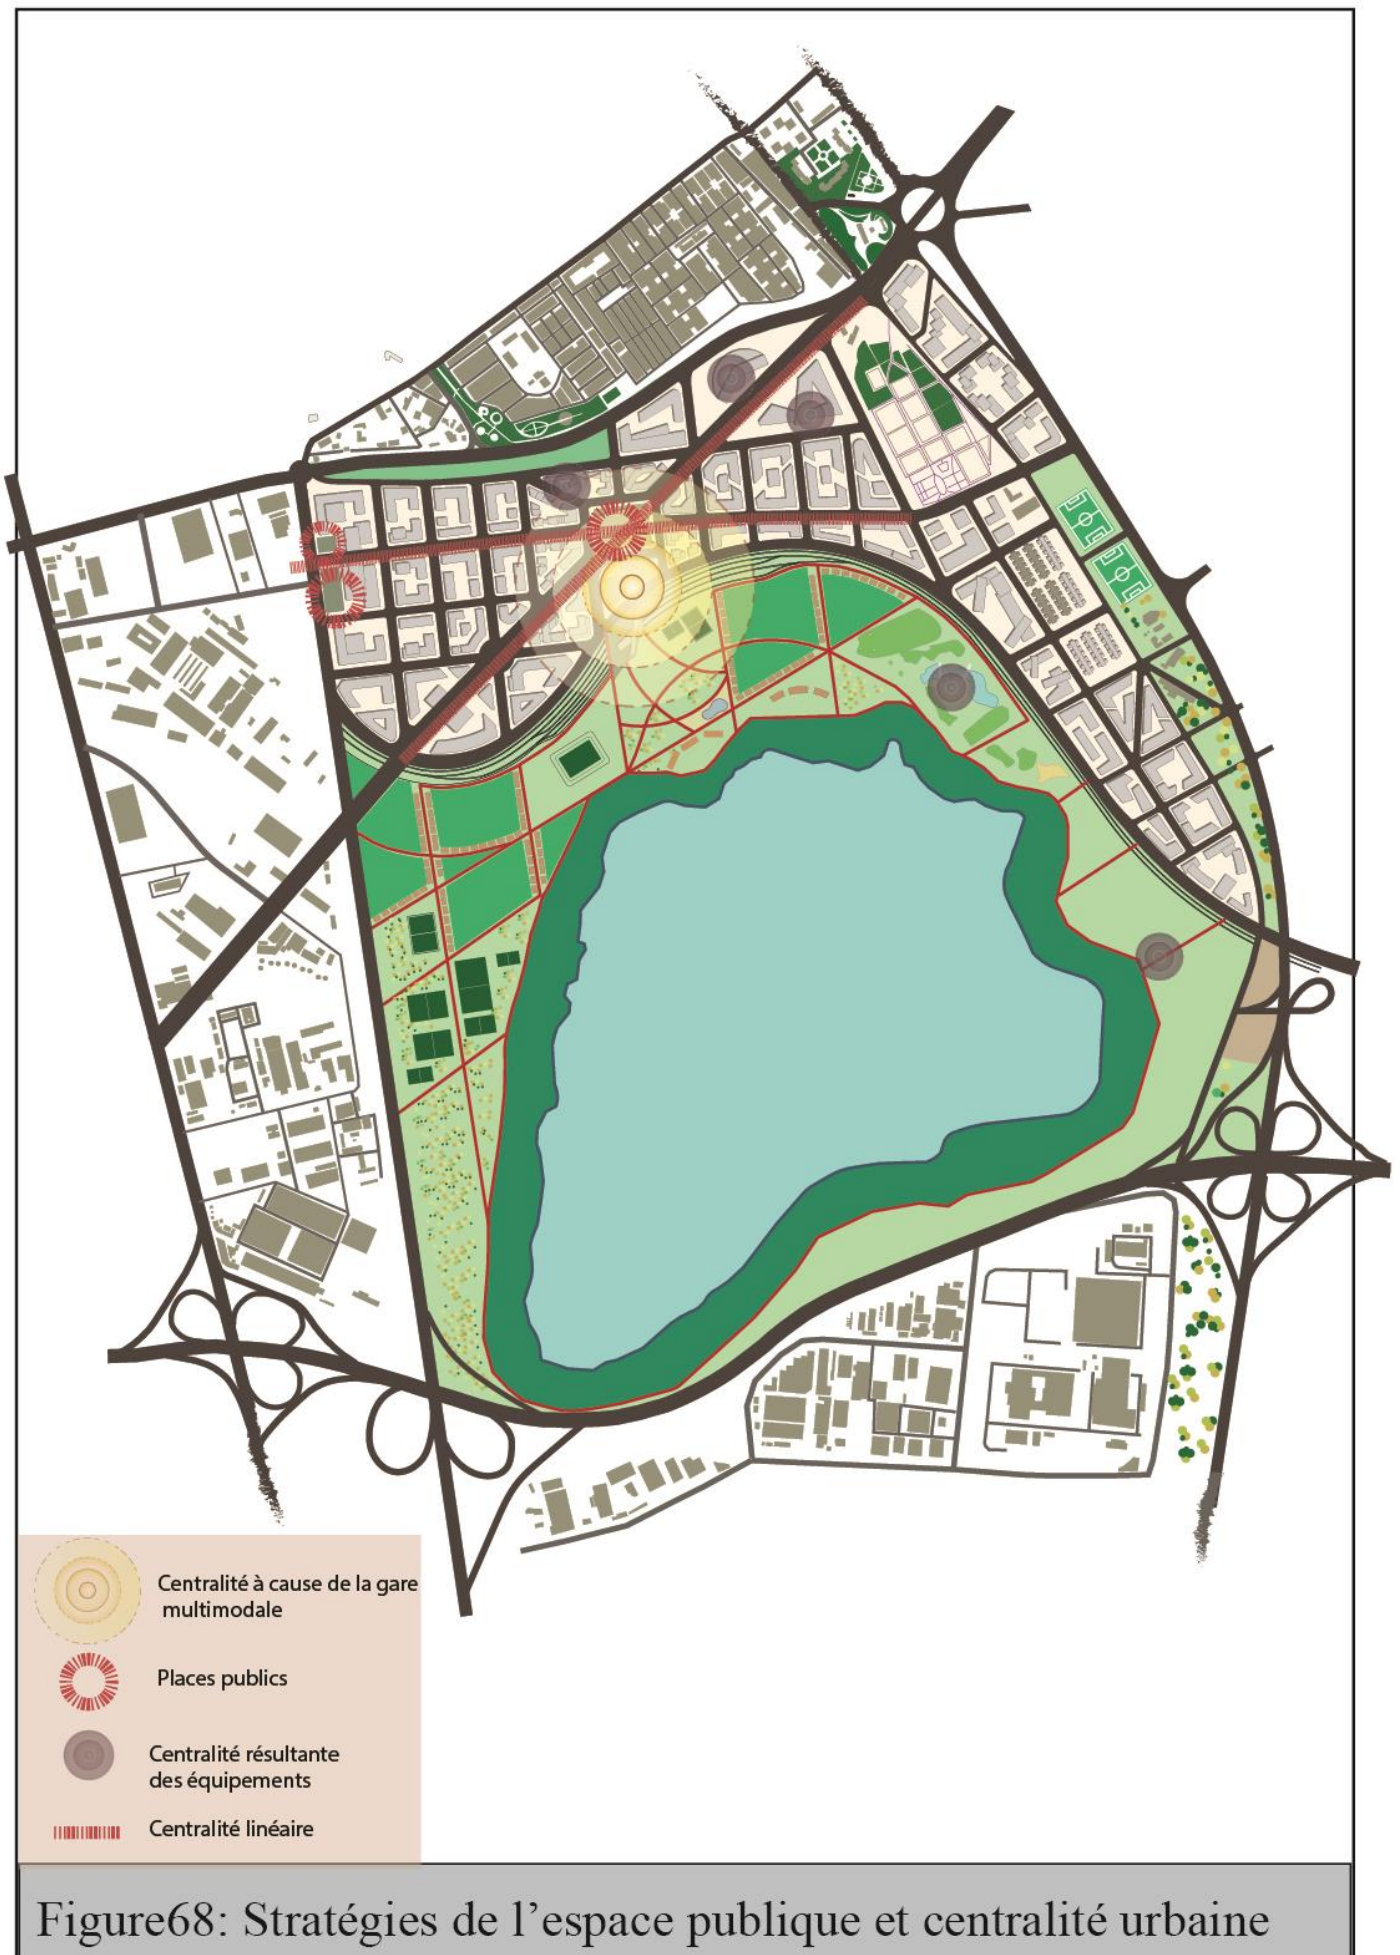 Centralité à cause de la gare
multimodale
Places publics
Centralité résultante
des équipements
Centralité linéaire
Figure68: Stratégies de l’espace publique et centralité urbaine